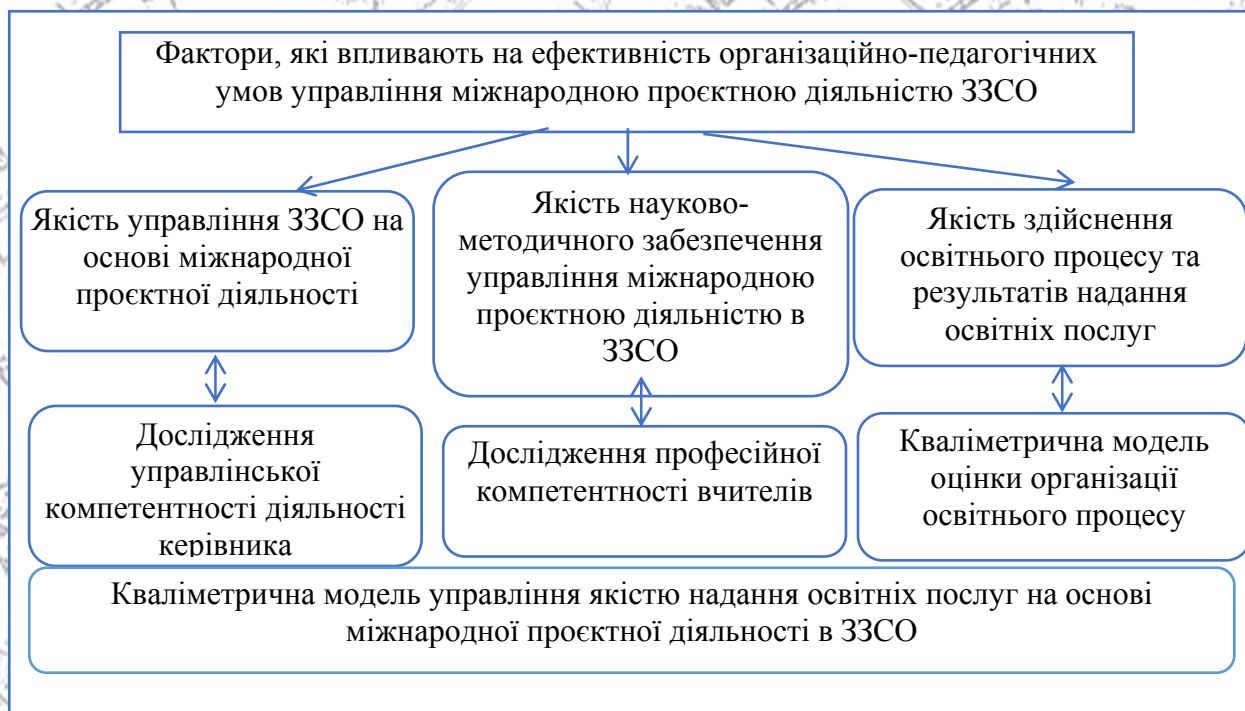 Фактори, які впливають на ефективність організаційно-педагогічних
умов управління міжнародною проєктною діяльністю ЗЗСО
Якість управління ЗЗСО на
основі міжнародної
проєктної діяльності
Якість науково-
методичного забезпечення
управління міжнародною
проєктною діяльністю в
ЗЗСО
Якість здійснення
освітнього процесу та
результатів надання
освітніх послуг
Дослідження
управлінської
компетентності діяльності
керівника
Дослідження професійної
компетентності вчителів
Кваліметрична модель
оцінки організації
освітнього процесу
Кваліметрична модель управління якістю надання освітніх послуг на основі
міжнародної проєктної діяльності в ЗЗСО